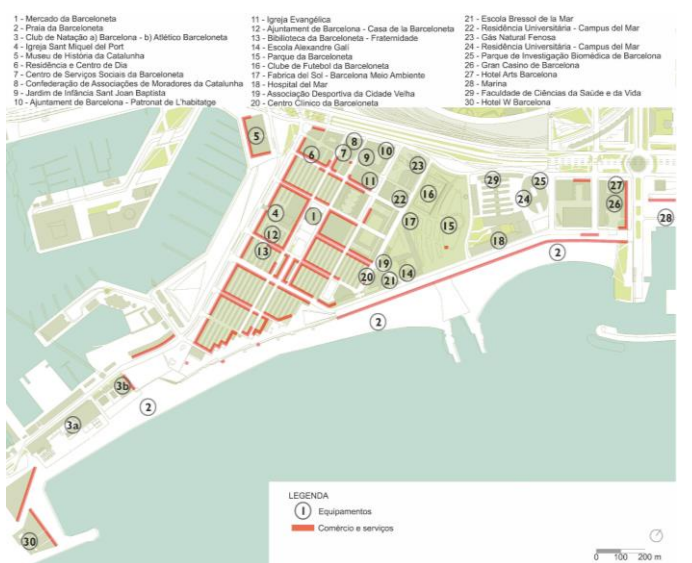 1 - Mercado da Barceloneta
2 - Praia da Barceloneta
3 - Club de Natação a) Barcelona - b) Atlético Barceloneta
4 - Igreja Sant Miquel del Port
5 - Museu de História da Catalunha
6 - Residência e Centro de Dia
7 - Centro de Serviços Sociais da Barceloneta
8 - Confederação de Associações de Moradores da Catalunha
9 - Jardim de Infância Sant Joan Baptista
10 - Ajuntament de Barcelona - Patronat de L'habitatge
11 - Igreja Evangélica
12 - Ajuntament de Barcelona - Casa de la Barceloneta
13 - Bibilioteca da Barceloneta - Fraternidade
14 - Escola Alexandre Galí
15 - Parque da Barceloneta
16 - Clube de Futebol da Barceloneta
17 - Fabrica del Sol - Barcelona Meio Ambiente
18 - Hospital del Mar
19 - Associação Desportiva da Cidade Velha
20 - Centro Clínico da Barceloneta
21 - Escola Bressol de la Mar
22 - Residência Universitária - Campus del Mar
23 - Gás Natural Fenosa
24 - Residência Universitária - Campus del Mar
25 - Parque de Investigação Biomédica de Barcelona
26 - Gran Casino de Barcelona
27 - Hotel Arts Barcelona
28 - Marina
29 - Faculdade de Ciências da Saúde e da Vida
30 - Hotel W Barcelona
5
8
6
7
9
10
23
11
29
25
27
16
22
24
26
4
1
17
15
28
12
18
13
19
2
20
21
14
2
3b
2
3a
30
LEGENDA
1 Equipamentos
Comércio e serviços
0 100 200 m